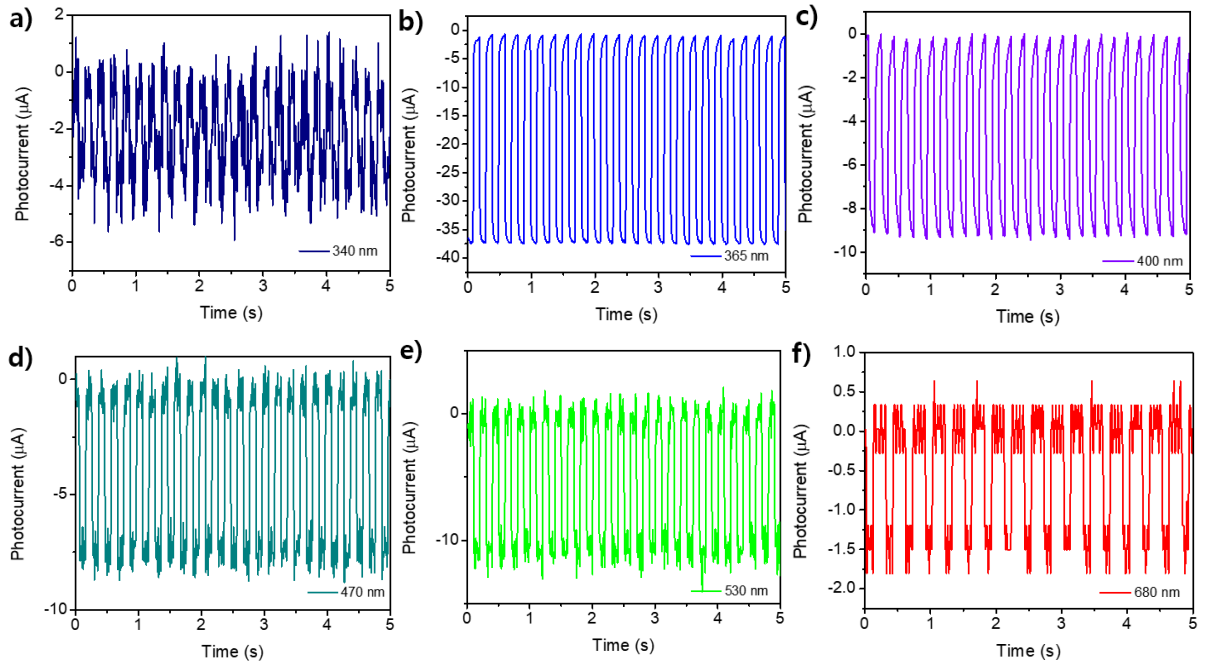 a)
Photocurrent (μA)
2
0
-2
-4
-6
0 1 2 3 4 5
Time (s)
340 nm
b)
Photocurrent (μA)
0
-5
-10
-15
-20
-25
-30
-35
-40
0 1 2 3 4 5
Time (s)
365 nm
c)
Photocurrent (μA)
0
-2
-4
-6
-8
-10
0 1 2 3 4 5
Time (s)
400 nm
d)
Photocurrent (μA)
0
-5
-10
0 1 2 3 4 5
Time (s)
470 nm
e)
Photocurrent (μA)
0
-10
0 1 2 3 4 5
Time (s)
530 nm
f)
Photocurrent (μA)
1.0
0.5
0.0
-0.5
-1.0
-1.5
-2.0
0 1 2 3 4 5
Time (s)
680 nm